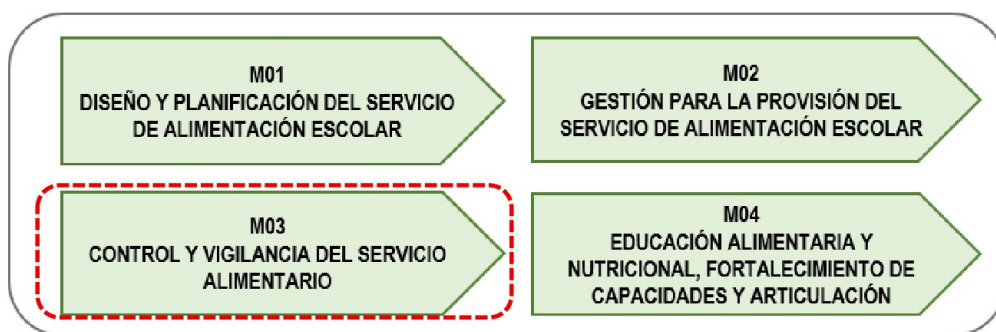 M01
DISEÑO Y PLANIFICACIÓN DEL SERVICIO
DE ALIMENTACIÓN ESCOLAR
M02
GESTIÓN PARA LA PROVISIÓN DEL
SERVICIO DE ALIMENTACIÓN ESCOLAR
M03
CONTROL Y VIGILANCIA DEL SERVICIO
ALIMENTARIO
M04
EDUCACIÓN ALIMENTARIA Y
NUTRICIONAL, FORTALECIMIENTO DE
CAPACIDADES Y ARTICULACIÓN